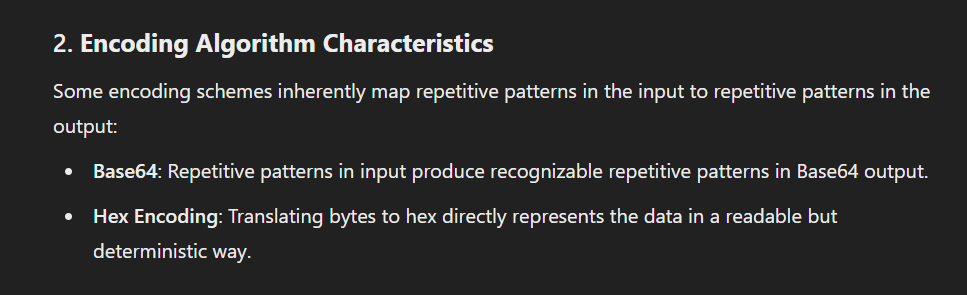 2. Encoding Algorithm Characteristics
Some encoding schemes inherently map repetitive patterns in the input to repetitive patterns in the
output:
• Base64: Repetitive patterns in input produce recognizable repetitive patterns in Base64 output.
• Hex Encoding: Translating bytes to hex directly represents the data in a readable but
deterministic way.